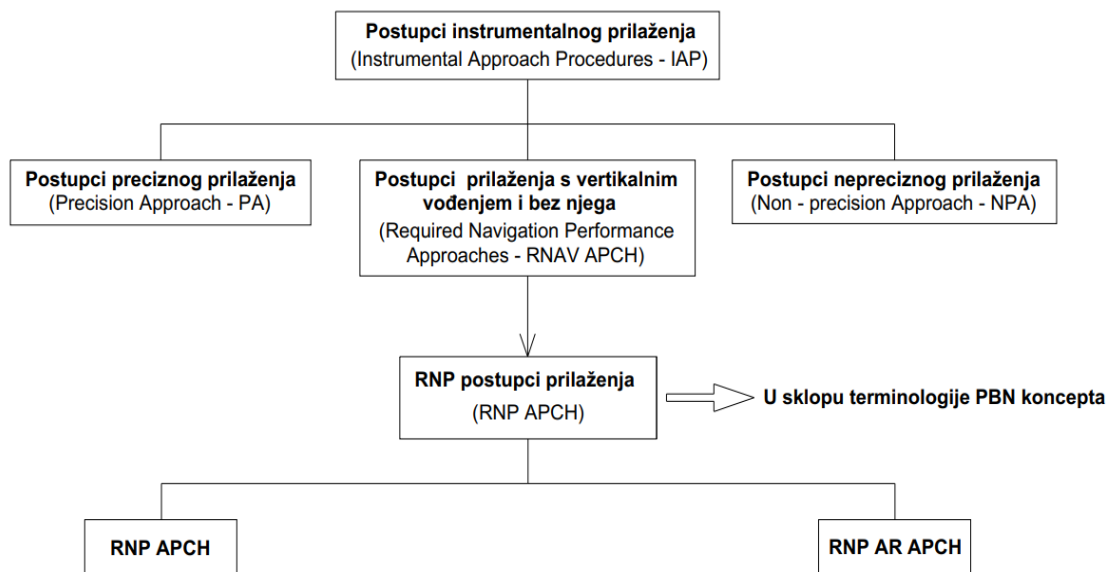 Postupci instrumentalnog prilaženja
(Instrumental Approach Procedures - IAP)
Postupci preciznog prilaženja
(Precision Approach - PA)
Postupci prilaženja s vertikalnim
vođenjem i bez njega
(Required Navigation Performance
Approaches - RNAV APCH)
Postupci nepreciznog prilaženja
(Non - precision Approach - NPA)
RNP postupci prilaženja
(RNP APCH)
U sklopu terminologije PBN koncepta
RNP APCH
RNP AR APCH